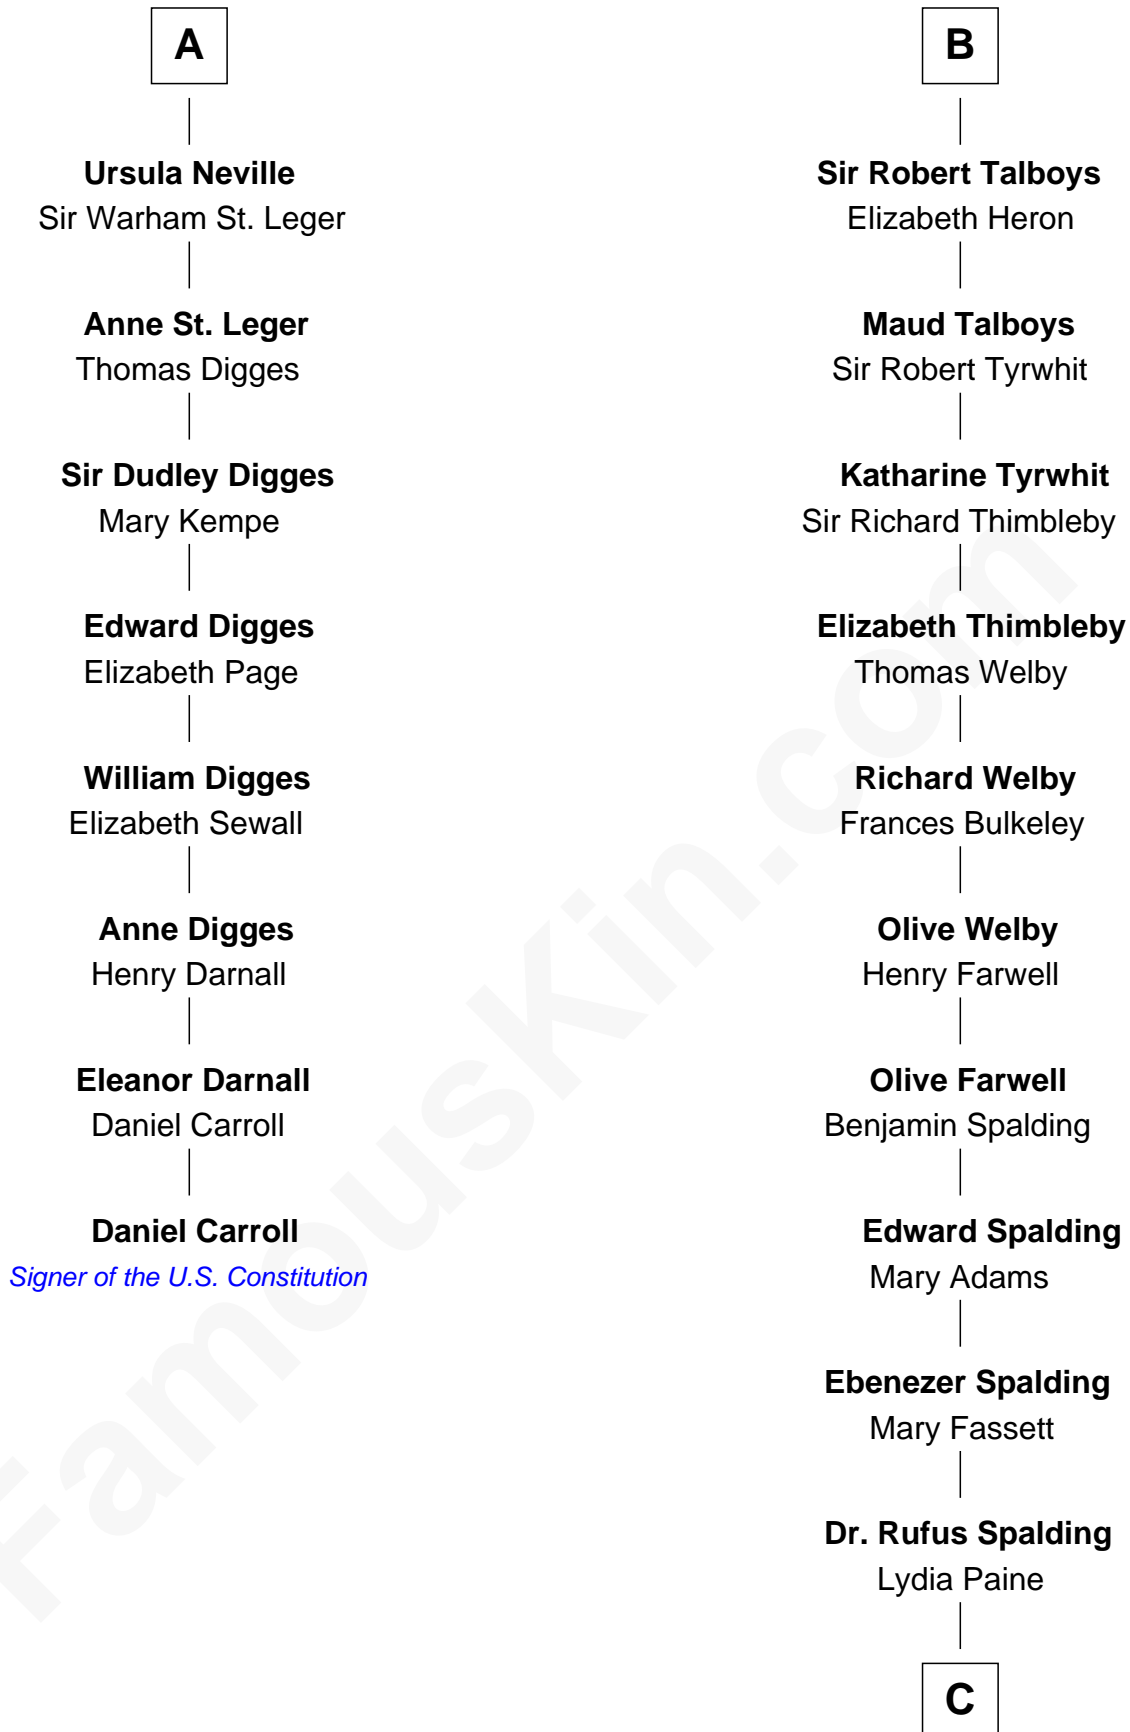 A
Ursula Neville
Sir Warham St. Leger
Anne St. Leger
Thomas Digges
Sir Dudley Digges
Mary Kempe
Edward Digges
Elizabeth Page
William Digges
Elizabeth Sewall
Anne Digges
Henry Darnall
Eleanor Darnall
Daniel Carroll
Daniel Carroll
Signer of the U.S. Constitution
B
Sir Robert Talboys
Elizabeth Heron
Maud Talboys
Sir Robert Tyrwhit
Katharine Tyrwhit
Sir Richard Thimbleby
Elizabeth Thimbleby
Thomas Welby
Richard Welby
Frances Bulkeley
Olive Welby
Henry Farwell
Olive Farwell
Benjamin Spalding
Edward Spalding
Mary Adams
Ebenezer Spalding
Mary Fassett
Dr. Rufus Spalding
Lydia Paine
C
FamousKin.com